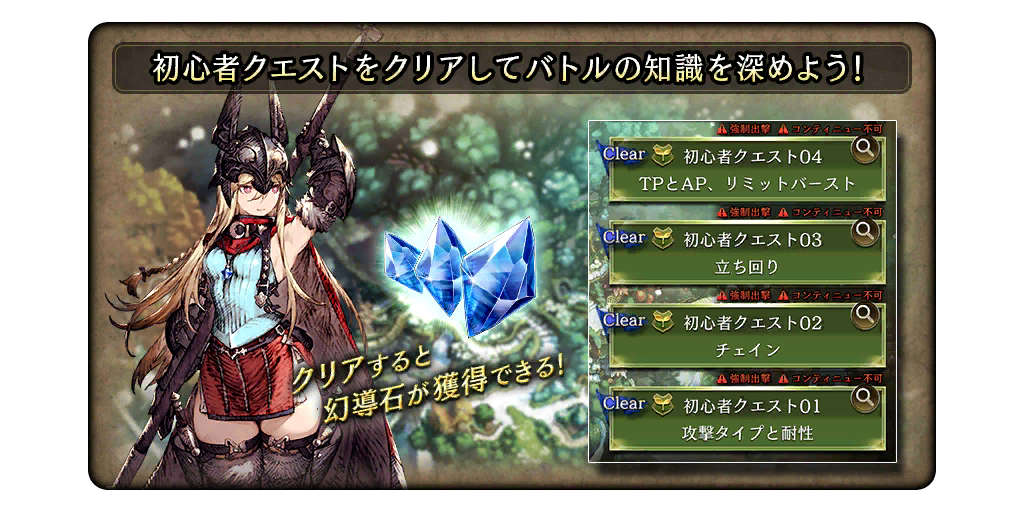 初心者クエストをクリアしてバトルの知識を深めよう!
クリアすると
幻導石が獲得できる!
強制出撃 コンティニュー不可
Clear 初心者クエスト04
TPとAP、リミットバースト
強制出撃 コンティニュー不可
Clear 初心者クエスト03
立ち回り
強制出撃 コンティニュー不可
Clear 初心者クエスト02
チェイン
強制出撃 コンティニュー不可
Clear 初心者クエスト01
攻撃タイプと耐性